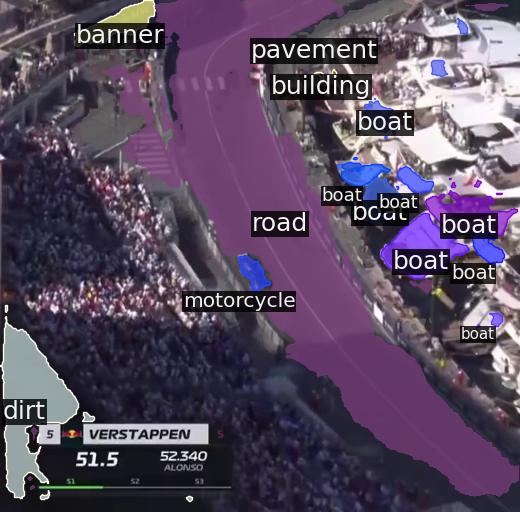 banner
pavement
building
boat
boat
boat
boat
road
boat
boat
boat
motorcycle
boat
dirt
5 VERSTAPPEN S
51.5 52.340
ALONSO
S1 S2 S3